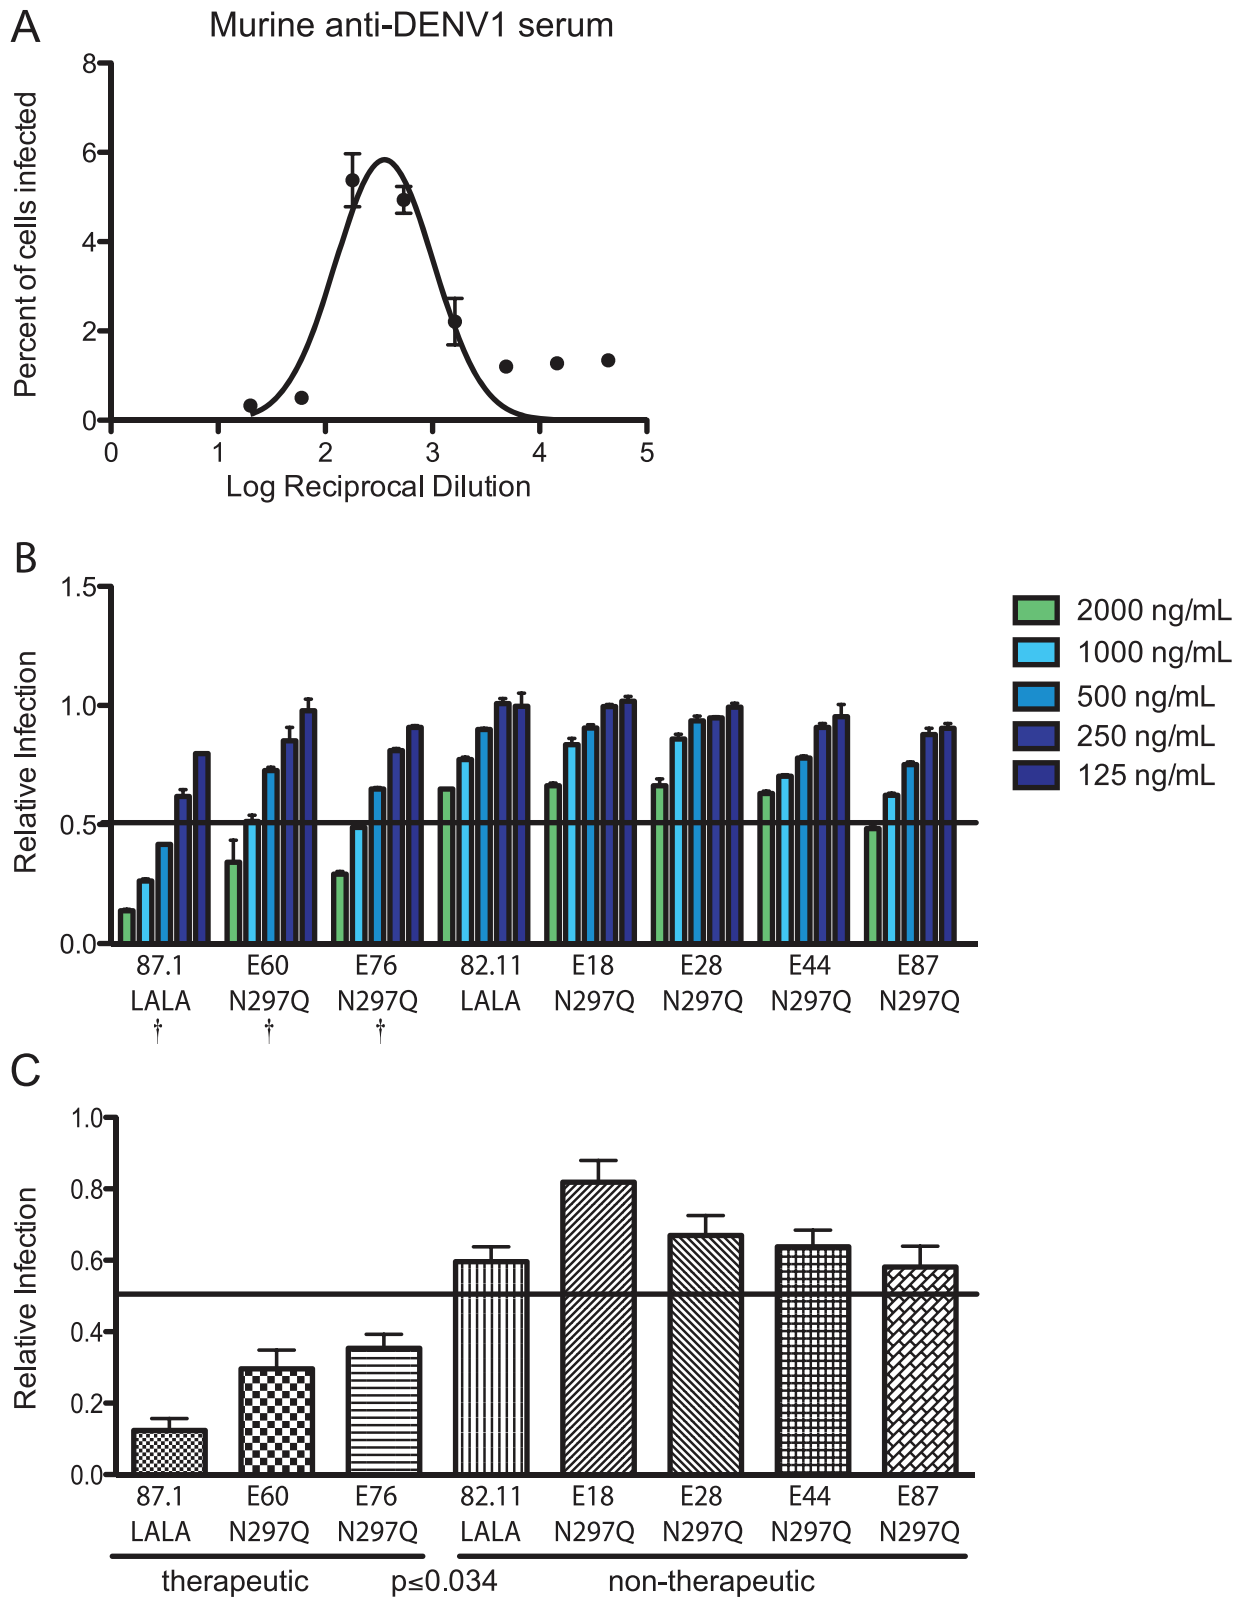 A
Murine anti-DENV1 serum
Percent of cells infected
8
6
4
2
0
0 1 2 3 4 5
Log Reciprocal Dilution
B
Relative Infection
1.5
1.0
0.5
0.0
2000 ng/mL
1000 ng/mL
500 ng/mL
250 ng/mL
125 ng/mL
87.1 E60 E76 82.11 E18 E28 E44 E87
LALA N297Q N297Q LALA N297Q N297Q N297Q N297Q
† † †
C
Relative Infection
1.0
0.8
0.6
0.4
0.2
0.0
87.1 E60 E76 82.11 E18 E28 E44 E87
LALA N297Q N297Q LALA N297Q N297Q N297Q N297Q
therapeutic p≤0.034 non-therapeutic